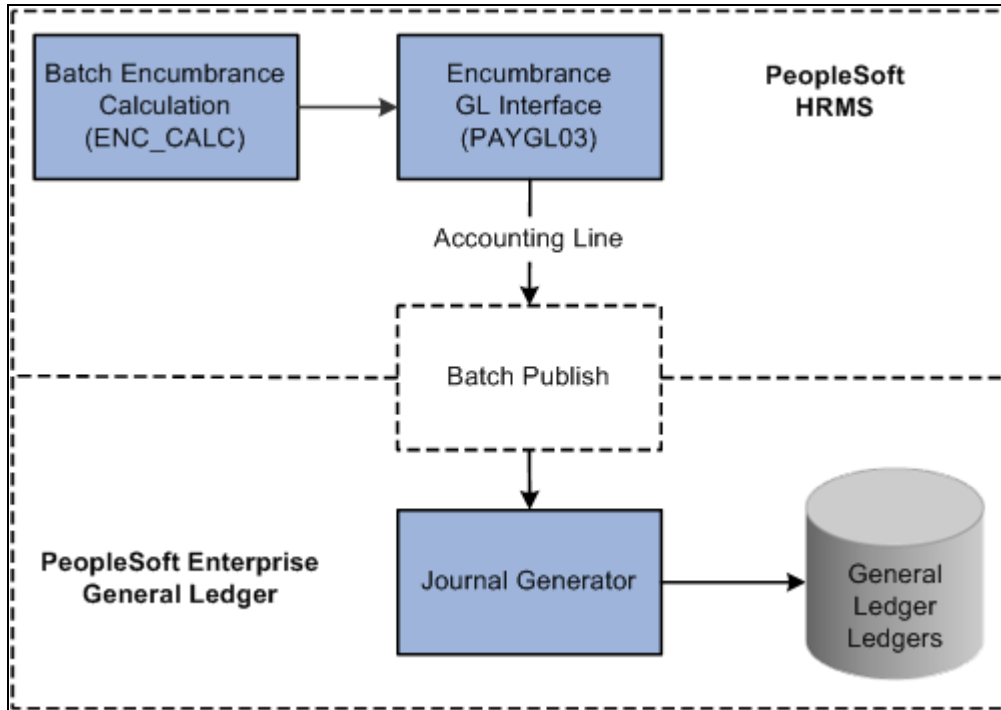 Batch Encumbrance
Calculation
(ENC_CALC)
Encumbrance
GL Interface
(PAYGL03)
PeopleSoft
HRMS
Accounting Line
Batch Publish
PeopleSoft Enterprise
General Ledger
Journal Generator
General
Ledger
Ledgers